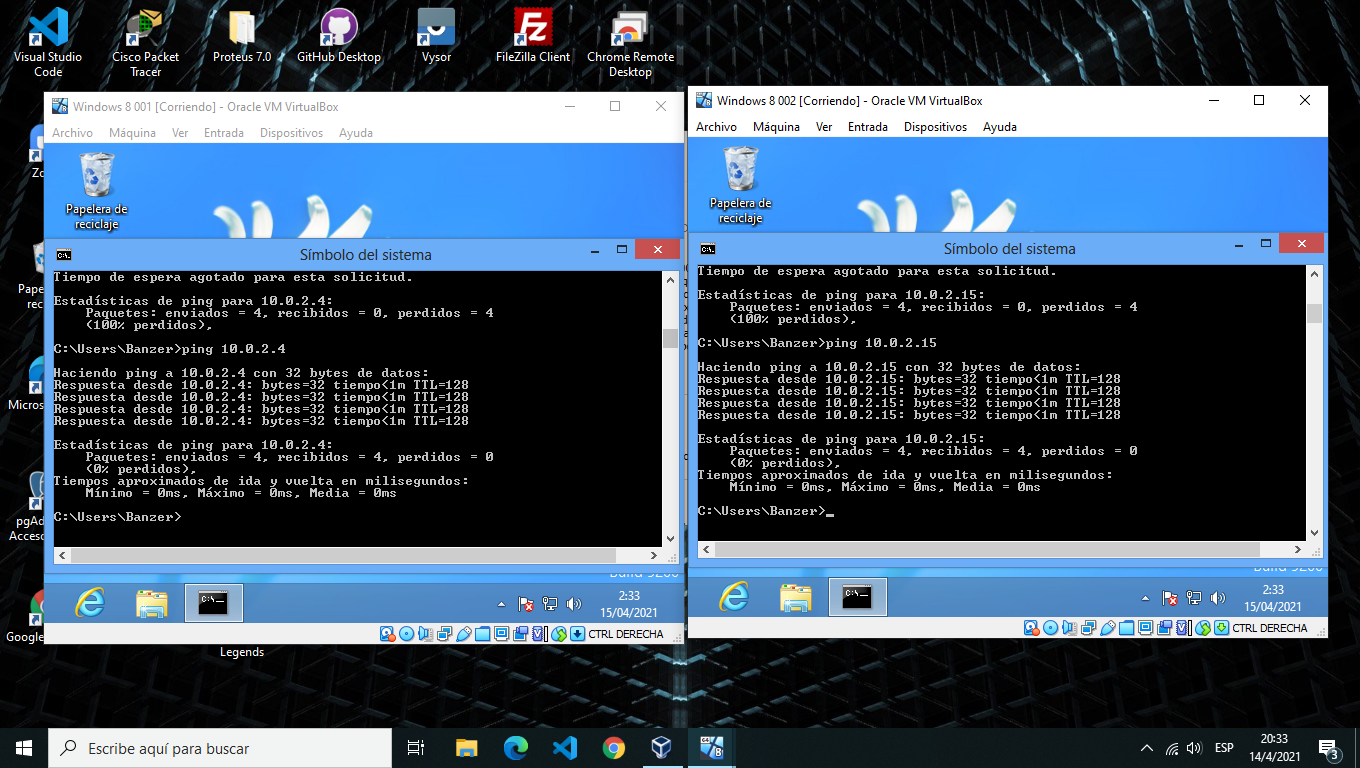 Visual Studio
Code
Cisco Packet
Tracer
Proteus 7.0
GitHub Desktop
Vysor
FileZilla Client
Chrome Remote
Desktop
Windows 8 001 [Corriendo] - Oracle VM VirtualBox
Archivo Máquina Ver Entrada Dispositivos Ayuda
Papelera de
reciclaje
Símbolo del sistema
Tiempo de espera agotado para esta solicitud.
Estadísticas de ping para 10.0.2.4:
Paquetes: enviados = 4, recibidos = 0, perdidos = 4
(100% perdidos),
C:\Users\Banzer>ping 10.0.2.4
Haciendo ping a 10.0.2.4 con 32 bytes de datos:
Respuesta desde 10.0.2.4: bytes=32 tiempo<1m TTL=128
Respuesta desde 10.0.2.4: bytes=32 tiempo<1m TTL=128
Respuesta desde 10.0.2.4: bytes=32 tiempo<1m TTL=128
Respuesta desde 10.0.2.4: bytes=32 tiempo<1m TTL=128
Estadísticas de ping para 10.0.2.4:
Paquetes: enviados = 4, recibidos = 4, perdidos = 0
(0% perdidos),
Tiempos aproximados de ida y vuelta en milisegundos:
Mínimo = 0ms, Máximo = 0ms, Media = 0ms
C:\Users\Banzer>
2:33
15/04/2021
CTRL DERECHA
Windows 8 002 [Corriendo] - Oracle VM VirtualBox
Archivo Máquina Ver Entrada Dispositivos Ayuda
Papelera de
reciclaje
Símbolo del sistema
Tiempo de espera agotado para esta solicitud.
Estadísticas de ping para 10.0.2.15:
Paquetes: enviados = 4, recibidos = 0, perdidos = 4
(100% perdidos),
C:\Users\Banzer>ping 10.0.2.15
Haciendo ping a 10.0.2.15 con 32 bytes de datos:
Respuesta desde 10.0.2.15: bytes=32 tiempo<1m TTL=128
Respuesta desde 10.0.2.15: bytes=32 tiempo<1m TTL=128
Respuesta desde 10.0.2.15: bytes=32 tiempo<1m TTL=128
Respuesta desde 10.0.2.15: bytes=32 tiempo<1m TTL=128
Estadísticas de ping para 10.0.2.15:
Paquetes: enviados = 4, recibidos = 4, perdidos = 0
(0% perdidos),
Tiempos aproximados de ida y vuelta en milisegundos:
Mínimo = 0ms, Máximo = 0ms, Media = 0ms
C:\Users\Banzer>_
2:33
15/04/2021
CTRL DERECHA
Zo
Pape
rec
Micros
pgAd
Acceso
Google
Legends
Escribe aquí para buscar
ESP
20:33
14/4/2021
3